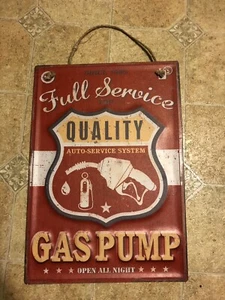 Full Service
QUALITY
AUTO-SERVICE SYSTEM
GAS PUMP
OPEN ALL NIGHT